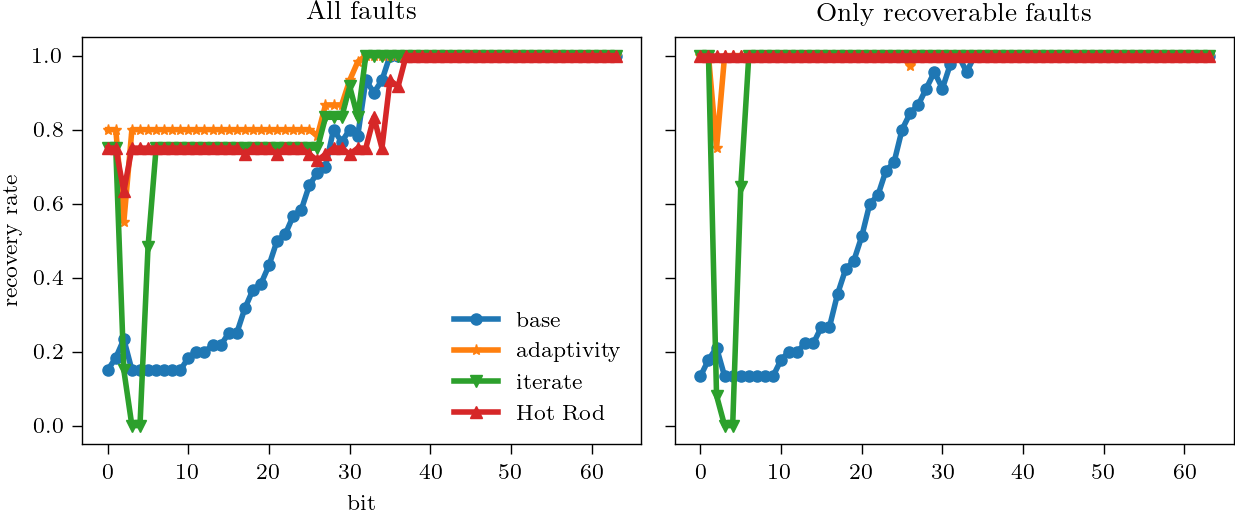 All faults
1.0
0.8
0.6
0.4
0.2
0.0
recovery rate
0 10 20 30 40 50 60
bit
base
adaptivity
iterate
Hot Rod
Only recoverable faults
0 10 20 30 40 50 60